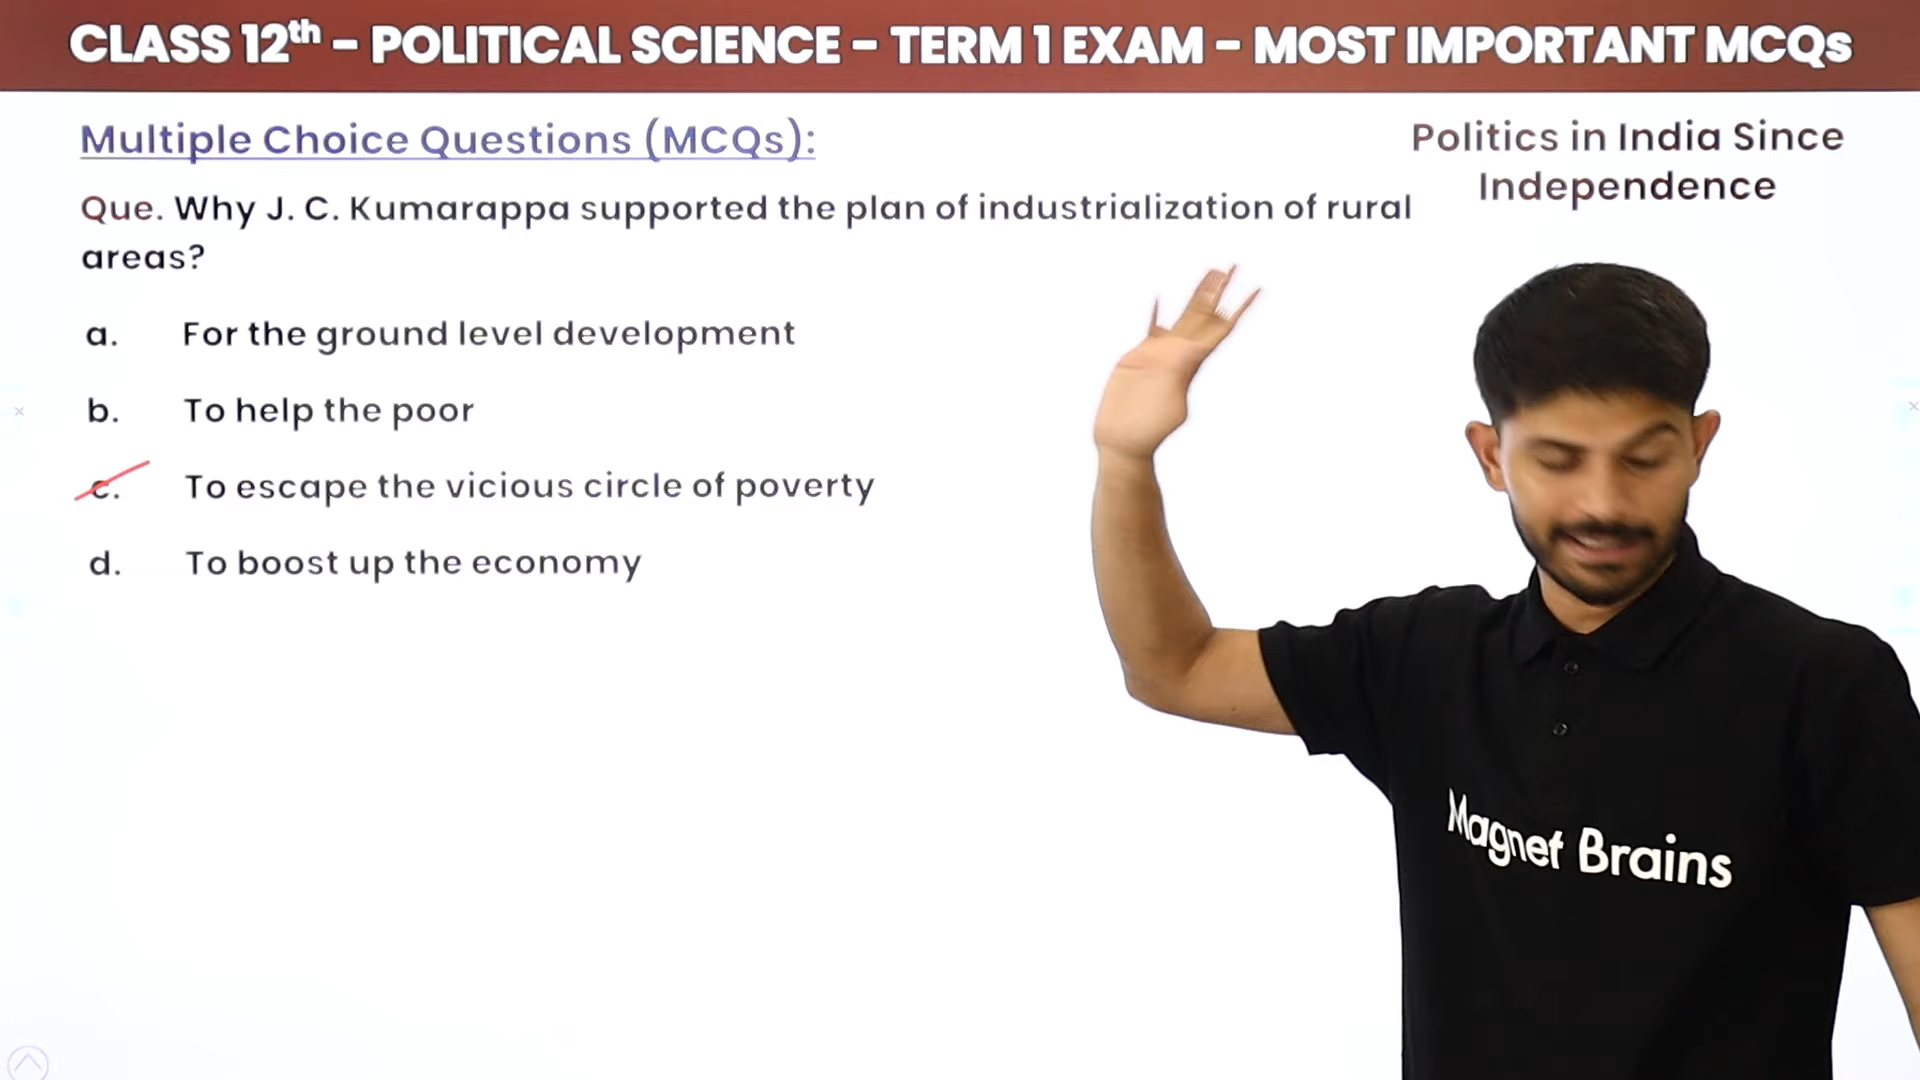 CLASS 12th - POLITICAL SCIENCE - TERM 1 EXAM - MOST IMPORTANT MCQs
Multiple Choice Questions (MCQs):
Politics in India Since
Independence
Que. Why J. C. Kumarappa supported the plan of industrialization of rural
areas?
a. For the ground level development
b. To help the poor
c. To escape the vicious circle of poverty
d. To boost up the economy
Magnet Brains